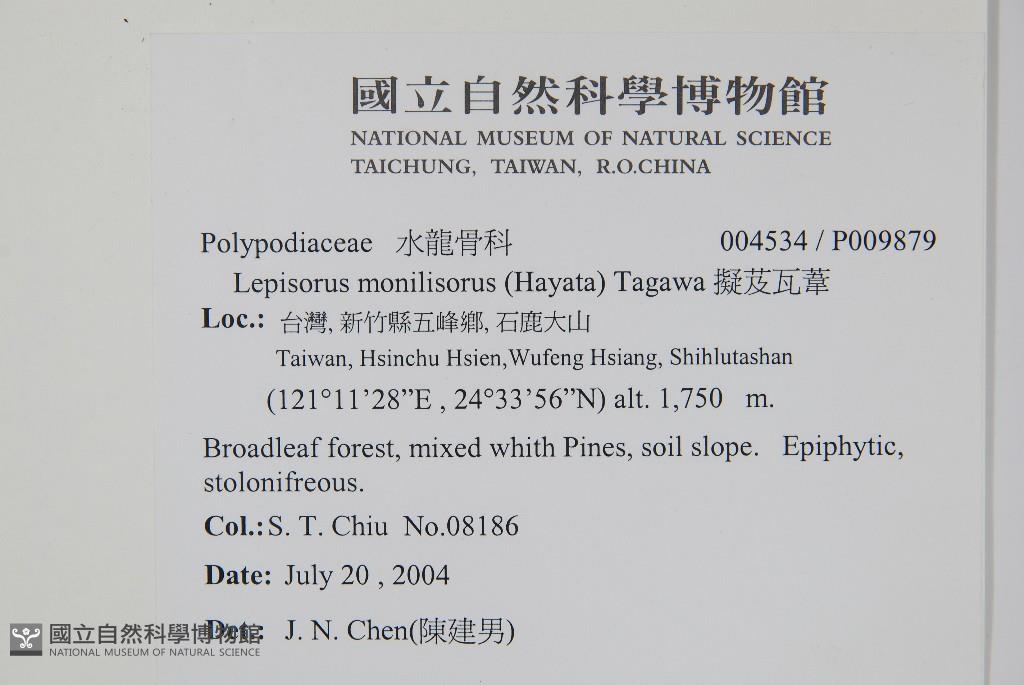 國立自然科學博物館
NATIONAL MUSEUM OF NATURAL SCIENCE
TAICHUNG, TAIWAN, R.O.CHINA
Polypodiaceae 水龍骨科 004534 / P009879
Lepisorus monilisorus (Hayata) Tagawa 擬芨瓦葦
Loc.: 台灣, 新竹縣五峰鄉, 石鹿大山
Taiwan, Hsinchu Hsien,Wufeng Hsiang, Shihlutashan
(121°11’28”E , 24°33’56”N) alt. 1,750 m.
Broadleaf forest, mixed whith Pines, soil slope. Epiphytic,
stolonifreous.
Col.: S. T. Chiu No.08186
Date: July 20 , 2004
Det: J. N. Chen(陳建男)
國立自然科學博物館
NATIONAL MUSEUM OF NATURAL SCIENCE